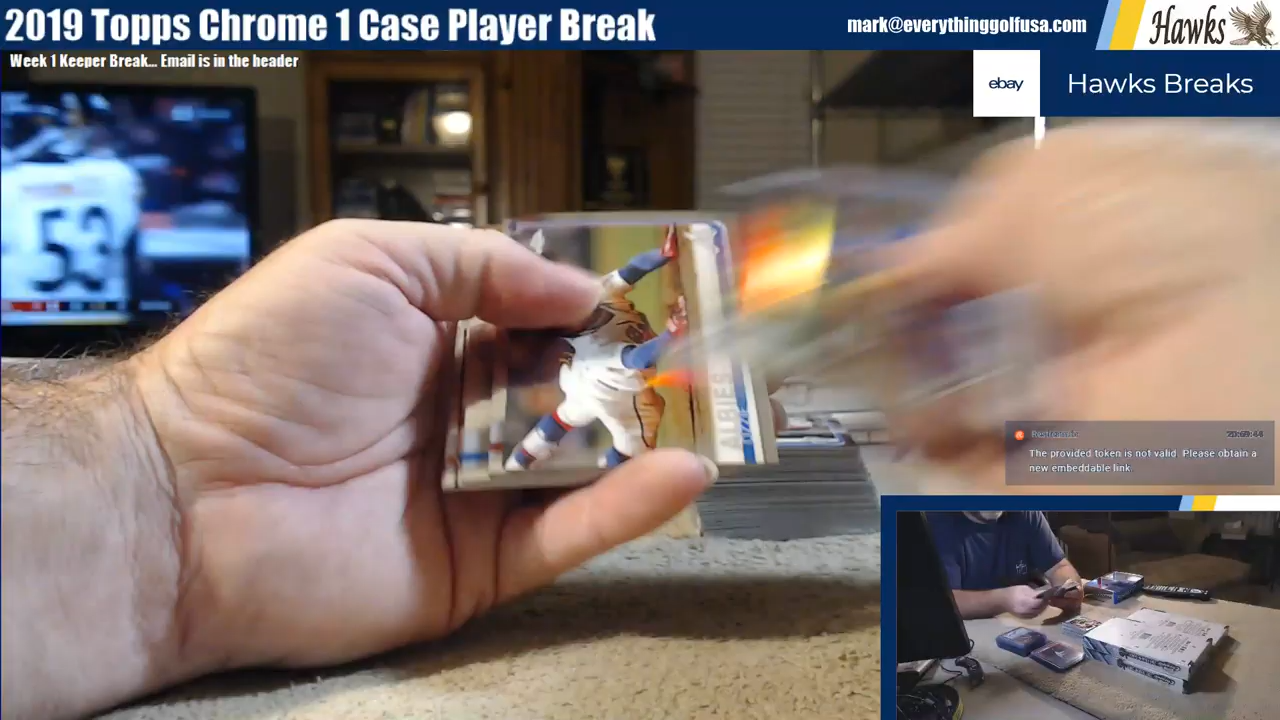 2019 Topps Chrome 1 Case Player Break
mark@everythinggolfusa.com
Hawks
Week 1 Keeper Break... Email is in the header
ebay
Hawks Breaks
53
ALBIES
The provided token is not valid. Please obtain a
new embeddable link.